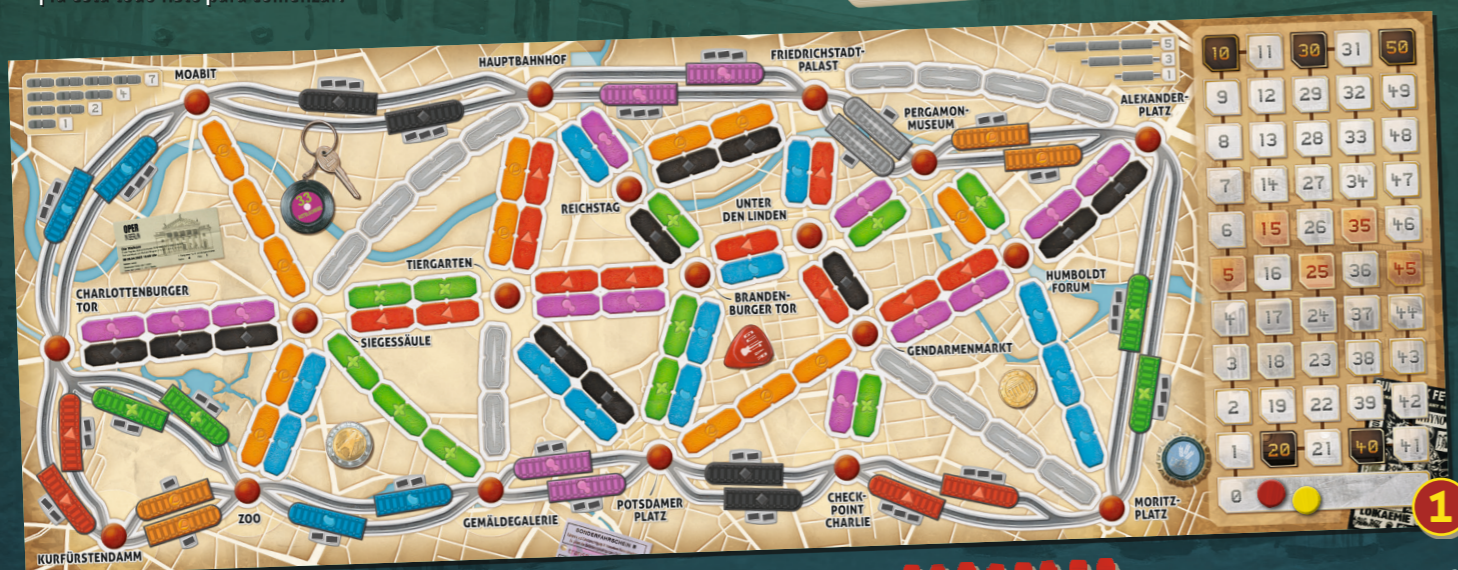 MOABIT
HAUPTBAHNHOF
FRIEDRICHSTADT-
PALAST
PERGAMON-
MUSEUM
ALEXANDER-
PLATZ
7
4
2
1
5
3
1
33
OPER
REICHSTAG
UNTER
DEN LINDEN
TIERGARTEN
CHARLOTTENBURGER
TOR
SIEGESSÄULE
BRANDEN-
BURGER TOR
HUMBOLDT
FORUM
GENDARMENMARKT
ZOO
GEMÄLDEGALERIE
POTSDAMER
PLATZ
CHECK-
POINT
CHARLIE
MORITZ-
PLATZ
KURFÜRSTENDAMM
SONDERFAHRSCHEIN B
10 11 30 31 50
9 12 29 32 49
8 13 28 33 48
7 14 27 34 47
6 15 26 35 46
5 16 25 36 45
4 17 24 37 44
3 18 23 38 43
2 19 22 39 42
1 20 21 40 41
0
1